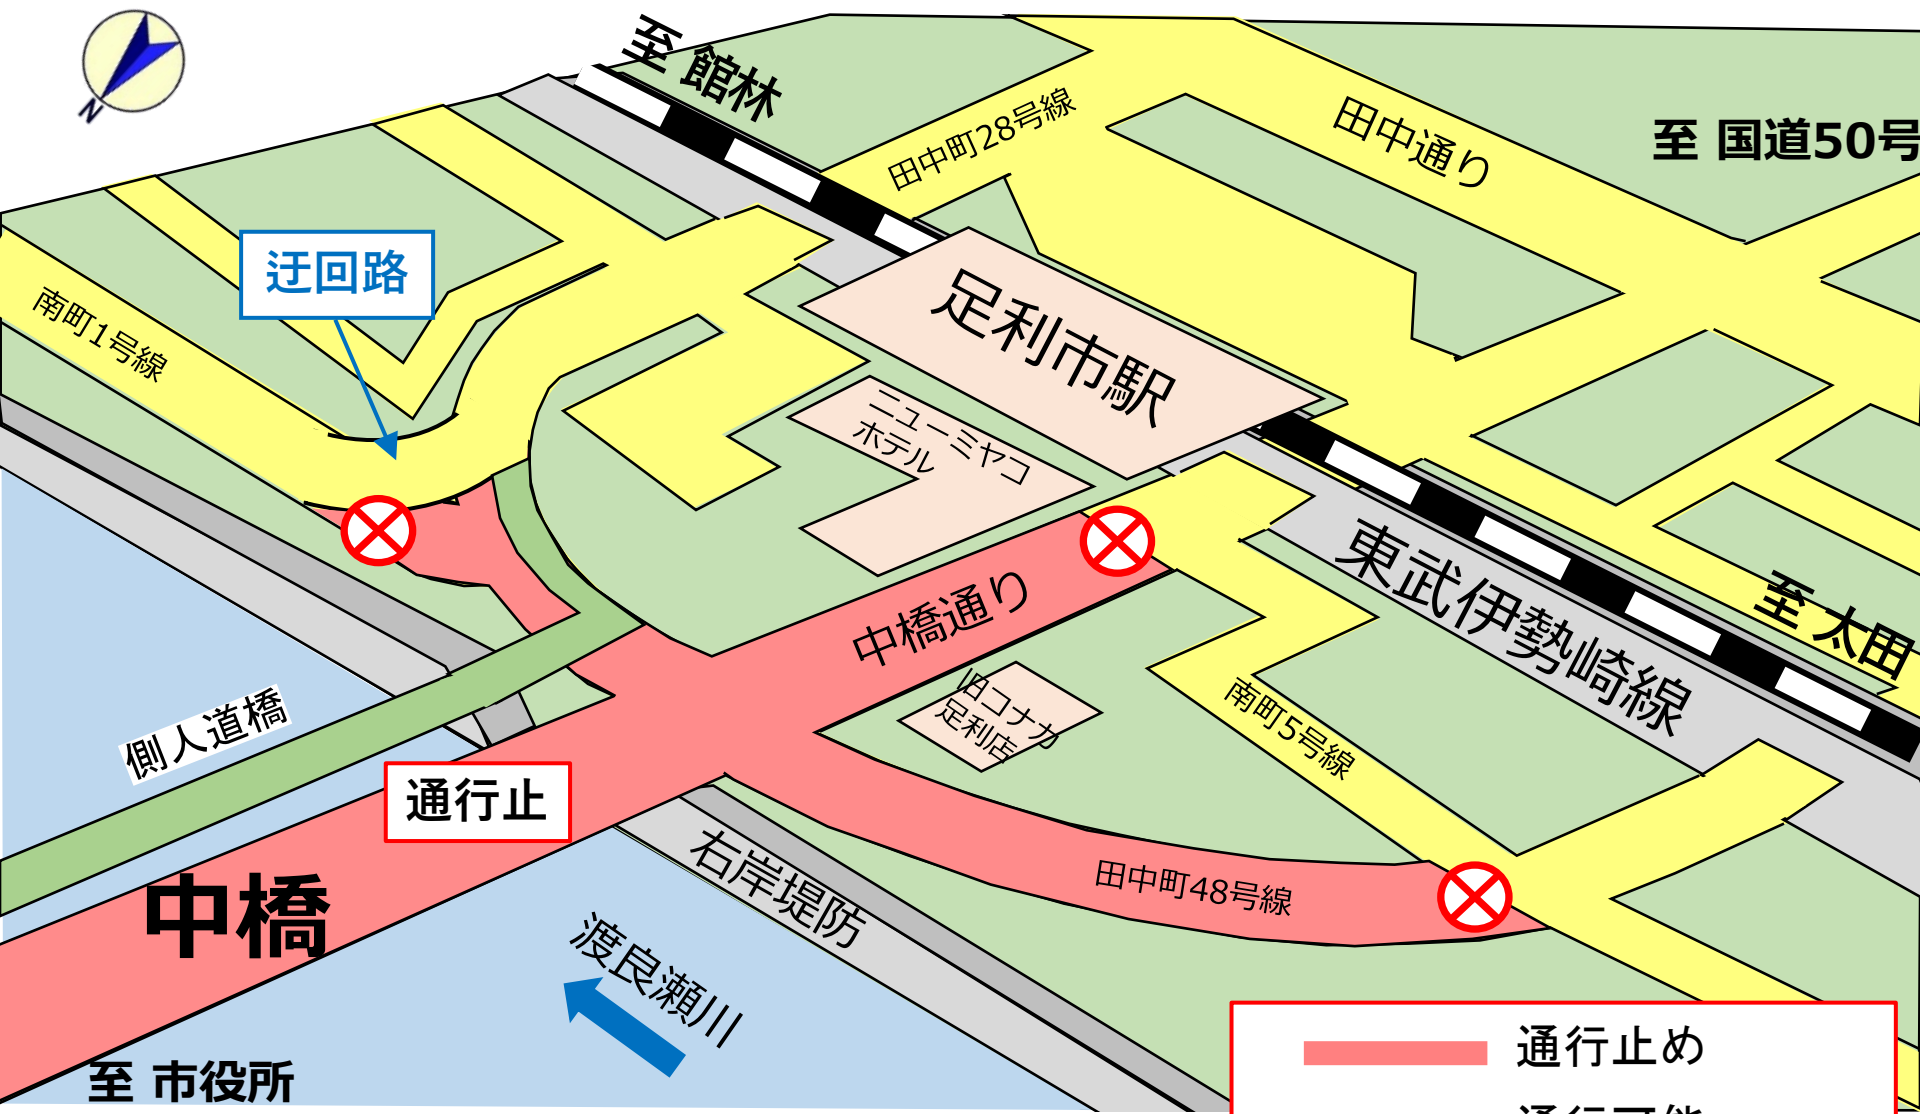 至 館林
田中町28号線
田中通り
至 国道50号
N
迂回路
南町1号線
足利市駅
ニューミヤコ
ホテル
東武伊勢崎線
至 太田
中橋通り
旧コナカ
足利店
南町5号線
側人道橋
通行止
中橋
右岸堤防
田中町48号線
渡良瀬川
至 市役所
通行止め
通行可能